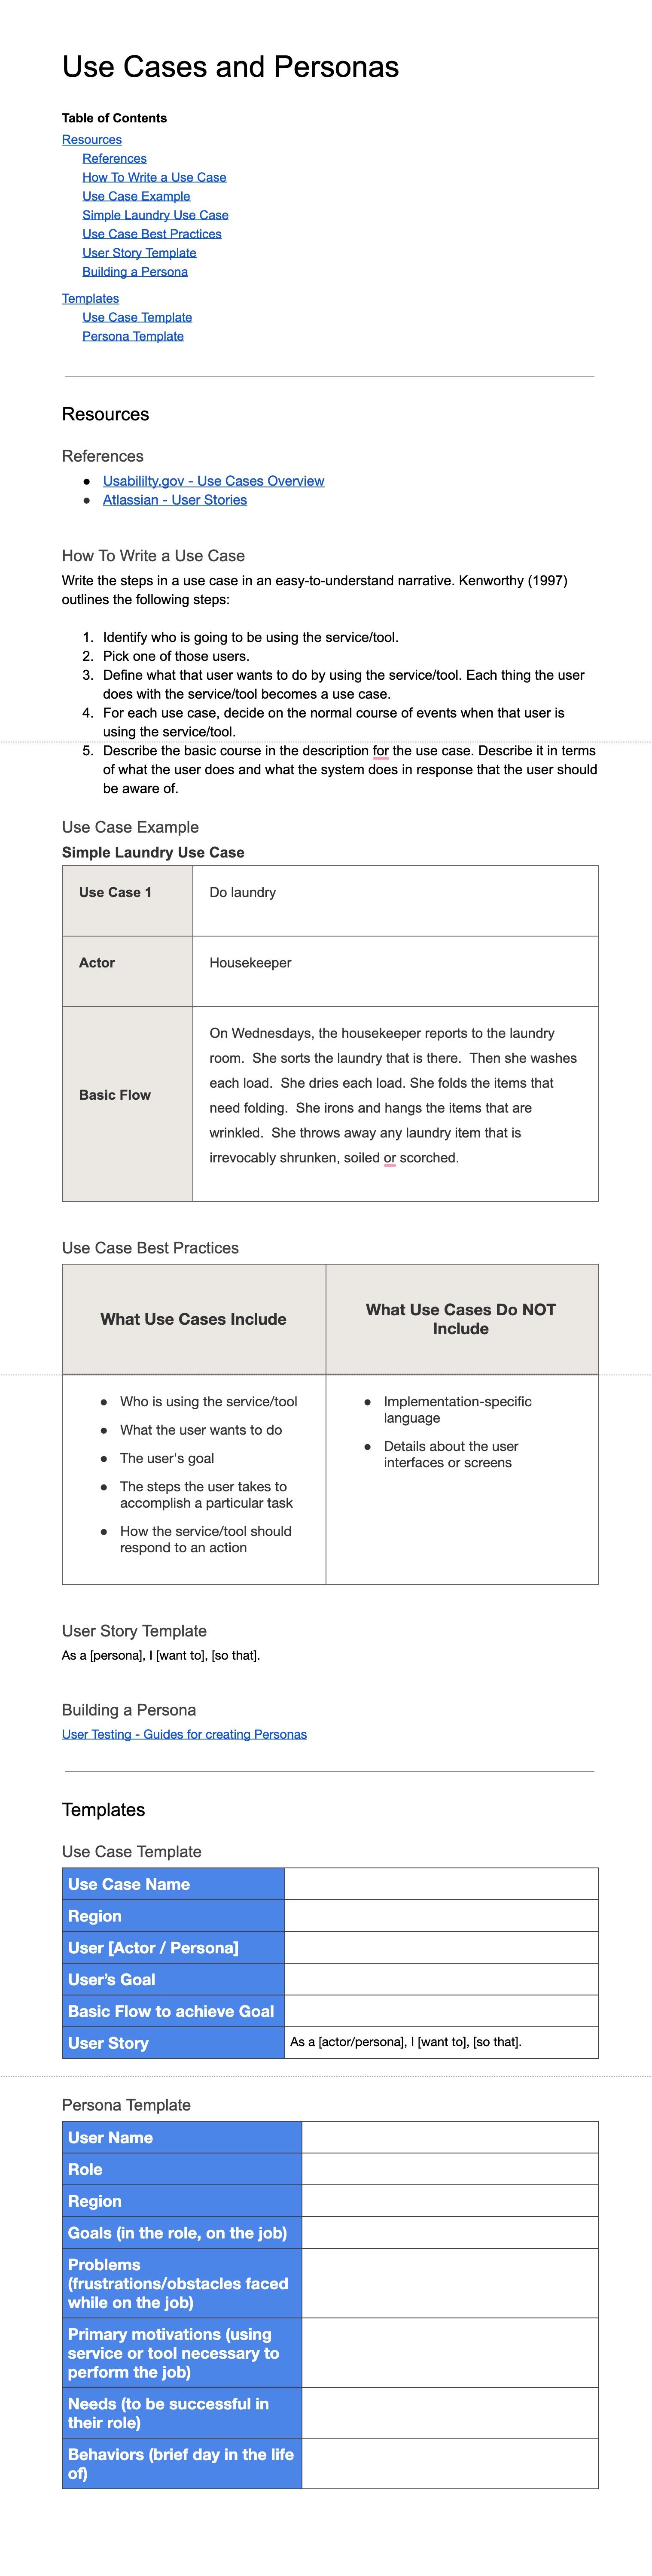 Use Cases and Personas
Table of Contents
Resources
References
How To Write a Use Case
Use Case Example
Simple Laundry Use Case
Use Case Best Practices
User Story Template
Building a Persona
Templates
Use Case Template
Persona Template
Resources
References
● Usabililty.gov - Use Cases Overview
● Atlassian - User Stories
How To Write a Use Case
Write the steps in a use case in an easy-to-understand narrative. Kenworthy (1997)
outlines the following steps:
1. Identify who is going to be using the service/tool.
2. Pick one of those users.
3. Define what that user wants to do by using the service/tool. Each thing the user
does with the service/tool becomes a use case.
4. For each use case, decide on the normal course of events when that user is
using the service/tool.
5. Describe the basic course in the description for the use case. Describe it in terms
of what the user does and what the system does in response that the user should
be aware of.
Use Case Example
Simple Laundry Use Case
Use Case 1
Do laundry
Actor
Housekeeper
Basic Flow
On Wednesdays, the housekeeper reports to the laundry
room. She sorts the laundry that is there. Then she washes
each load. She dries each load. She folds the items that
need folding. She irons and hangs the items that are
wrinkled. She throws away any laundry item that is
irrevocably shrunken, soiled or scorched.
Use Case Best Practices
What Use Cases Include
What Use Cases Do NOT
Include
● Who is using the service/tool
● What the user wants to do
● The user's goal
● The steps the user takes to
accomplish a particular task
● How the service/tool should
respond to an action
● Implementation-specific
language
● Details about the user
interfaces or screens
User Story Template
As a [persona], I [want to], [so that].
Building a Persona
User Testing - Guides for creating Personas
Templates
Use Case Template
Use Case Name
Region
User [Actor / Persona]
User’s Goal
Basic Flow to achieve Goal
User Story
As a [actor/persona], I [want to], [so that].
Persona Template
User Name
Role
Region
Goals (in the role, on the job)
Problems
(frustrations/obstacles faced
while on the job)
Primary motivations (using
service or tool necessary to
perform the job)
Needs (to be successful in
their role)
Behaviors (brief day in the life
of)